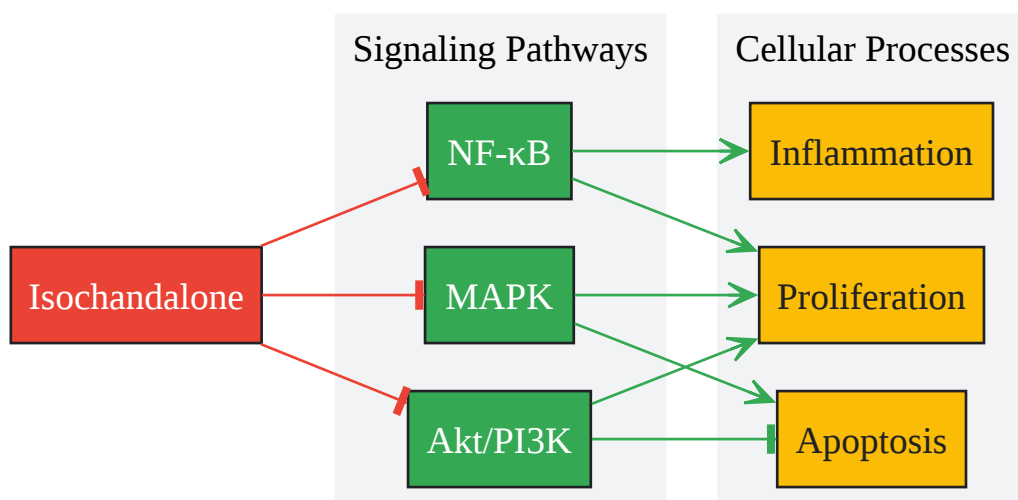 Signaling Pathways
Cellular Processes
NF-κB
Inflammation
Isochandalone
MAPK
Proliferation
Akt/PI3K
Apoptosis